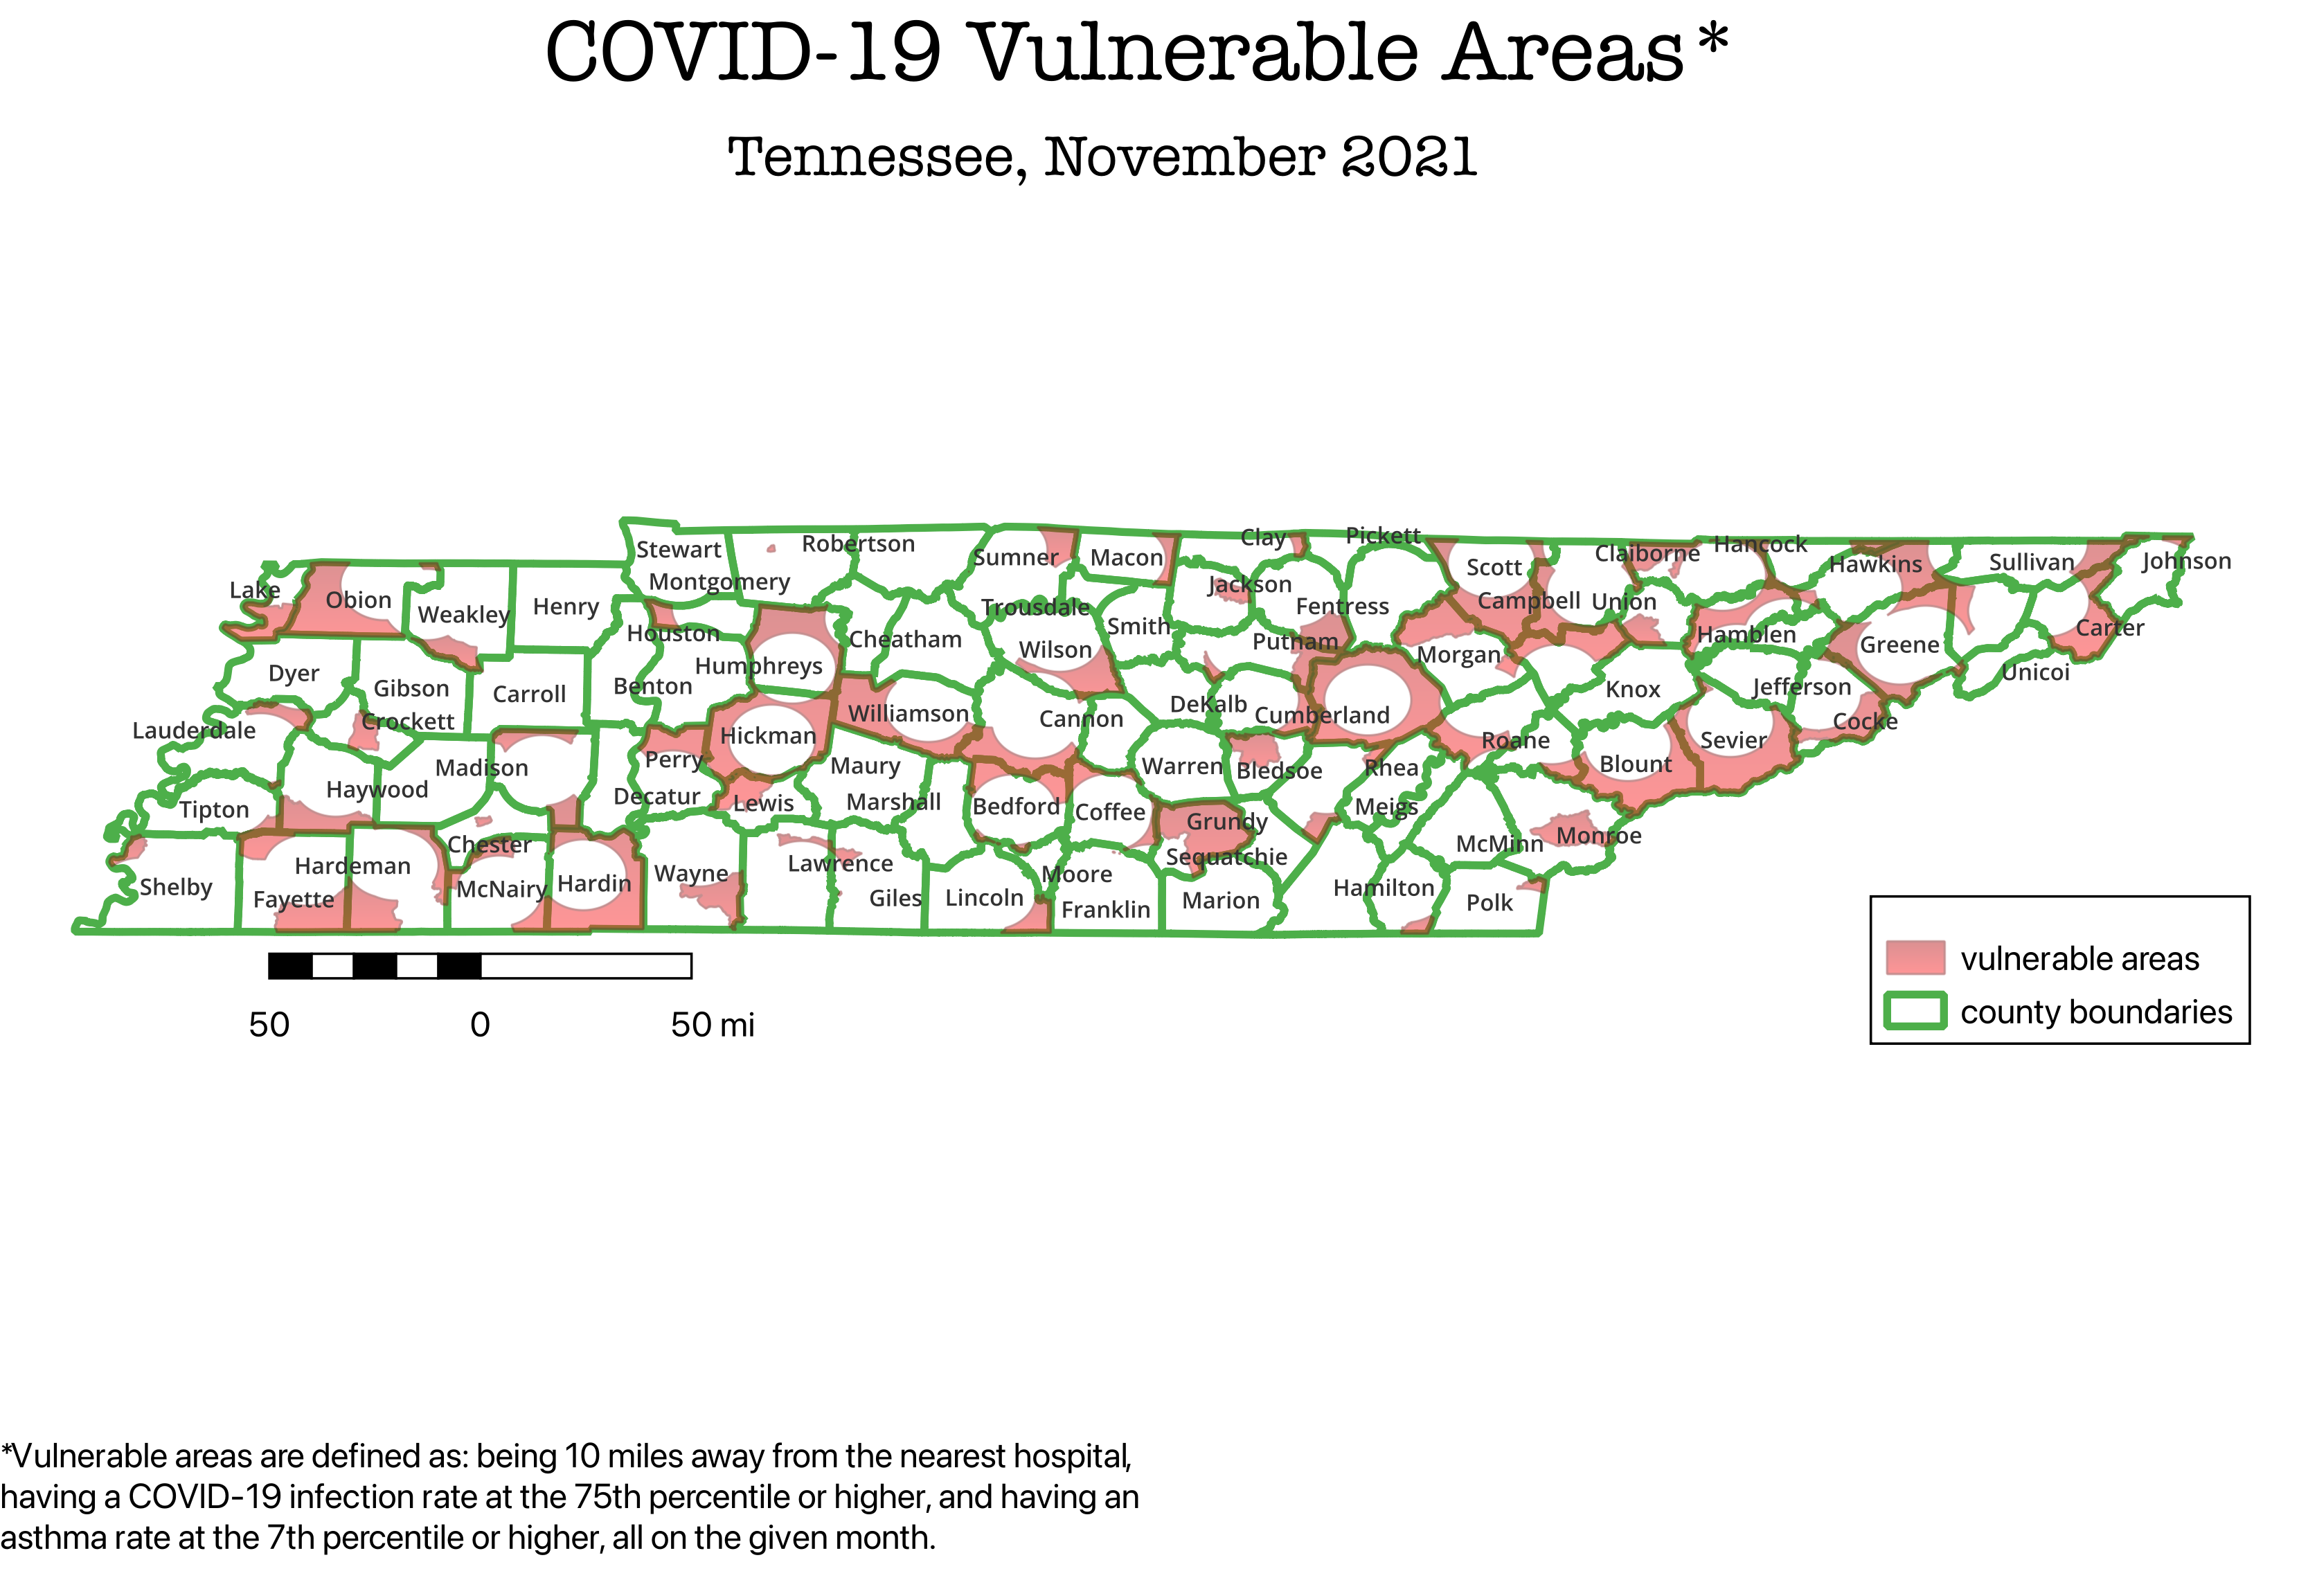 COVID-19 Vulnerable Areas*
Tennessee, November 2021
Clay
Pickett
Stewart
Robertson
Sumner
Macon
Claiborne
Hancock
Lake
Obion
Weakley
Henry
Montgomery
Jackson
Scott
Hawkins
Sullivan
Johnson
Houston
Cheatham
Trousdale
Smith
Fentress
Campbell
Union
Hamblen
Carter
Dyer
Gibson
Carroll
Benton
Humphreys
Wilson
Putnam
Morgan
Greene
Unicoi
Lauderdale
Crockett
Williamson
Cannon
DeKalb
Cumberland
Knox
Jefferson
Cocke
Madison
Perry
Hickman
Maury
Warren
Bledsoe
Rhea
Roane
Blount
Sevier
Tipton
Haywood
Decatur
Lewis
Marshall
Bedford
Coffee
Grundy
Meigs
Shelby
Hardeman
Chester
Lawrence
Moore
Sequatchie
McMinn
Monroe
Fayette
McNairy
Hardin
Wayne
Giles
Lincoln
Franklin
Marion
Hamilton
Polk
50 0 50 mi
vulnerable areas
county boundaries
*Vulnerable areas are defined as: being 10 miles away from the nearest hospital,
having a COVID-19 infection rate at the 75th percentile or higher, and having an
asthma rate at the 7th percentile or higher, all on the given month.